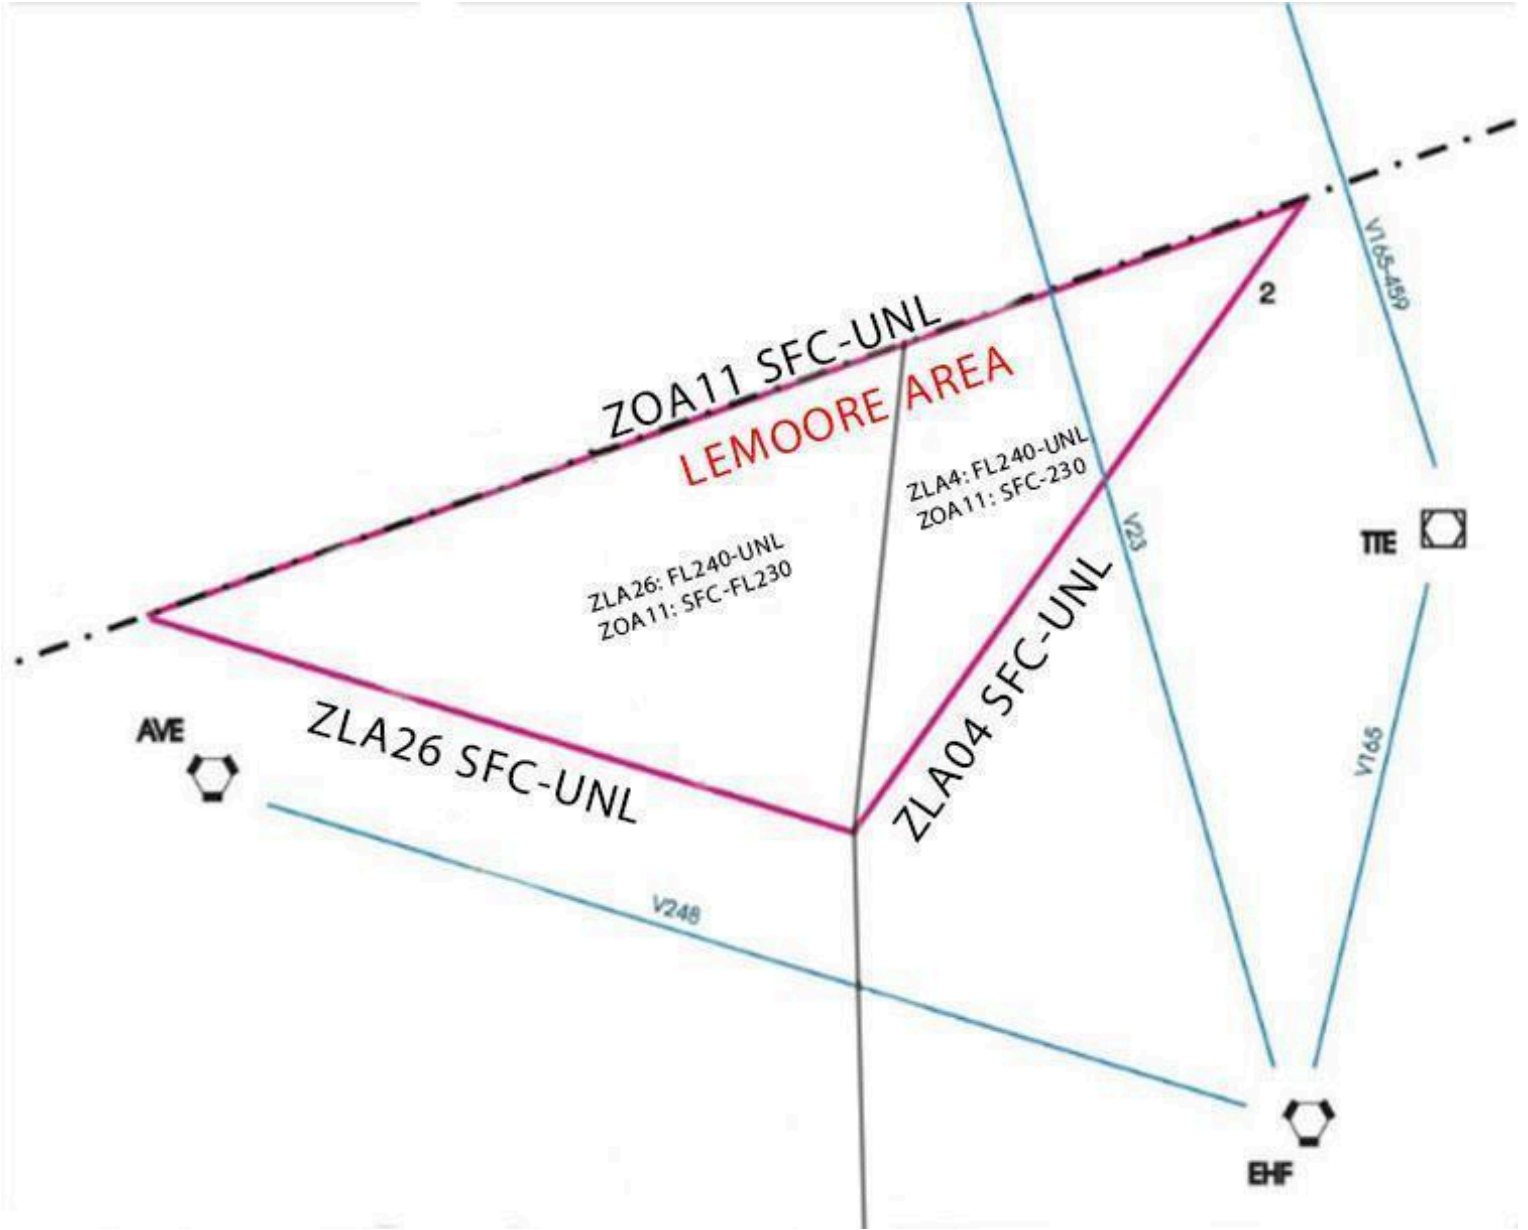 V165-459
2
ZOA11 SFC-UNL
LEMOORE AREA
ZLA4: FL240-UNL
ZOA11: SFC-230
ZLA26: FL240-UNL
ZOA11: SFC-FL230
V23
TTE
ZLA04 SFC-UNL
AVE
ZLA26 SFC-UNL
V165
V248
EHF